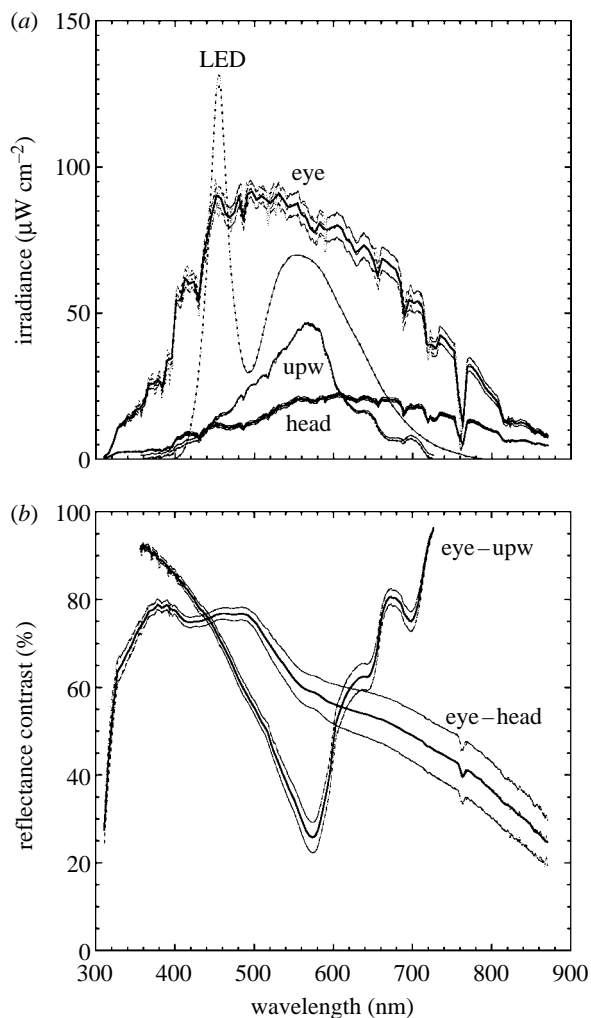 (a)
150
100
50
0
irradiance (µW cm⁻²)
LED
eye
upw
head
(b)
100
80
60
40
20
0
reflectance contrast (%)
eye–upw
eye–head
300 400 500 600 700 800 900
wavelength (nm)